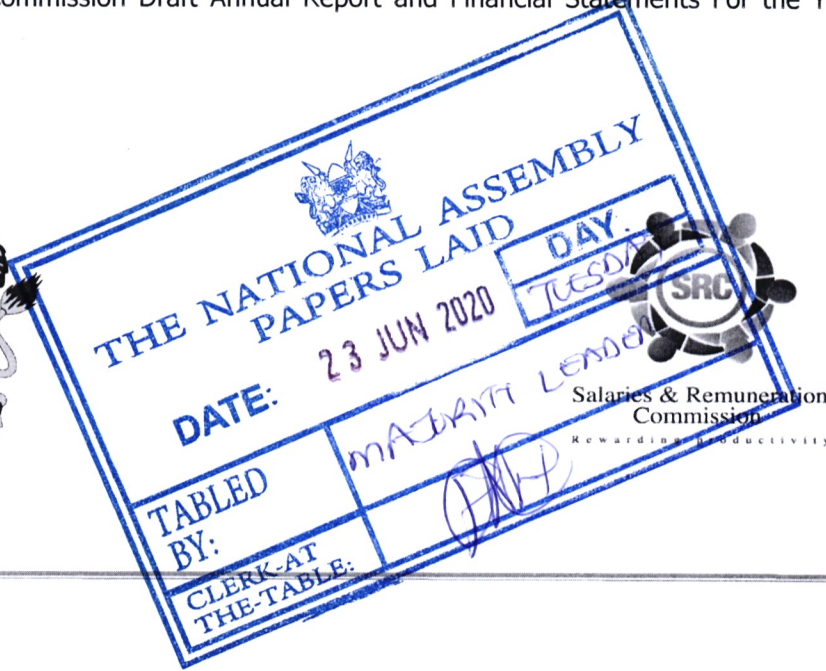 ommission Draft Annual Report and Financial Statements For the Y
THE NATIONAL ASSEMBLY
PAPERS LAID
DAY.
TUESDAY
DATE: 23 JUN 2020
TABLED BY:
MAJORITY LEADER
CLERK-AT
THE-TABLE:
SRC
Salaries & Remuneration
Commission
Rewarding Productivity